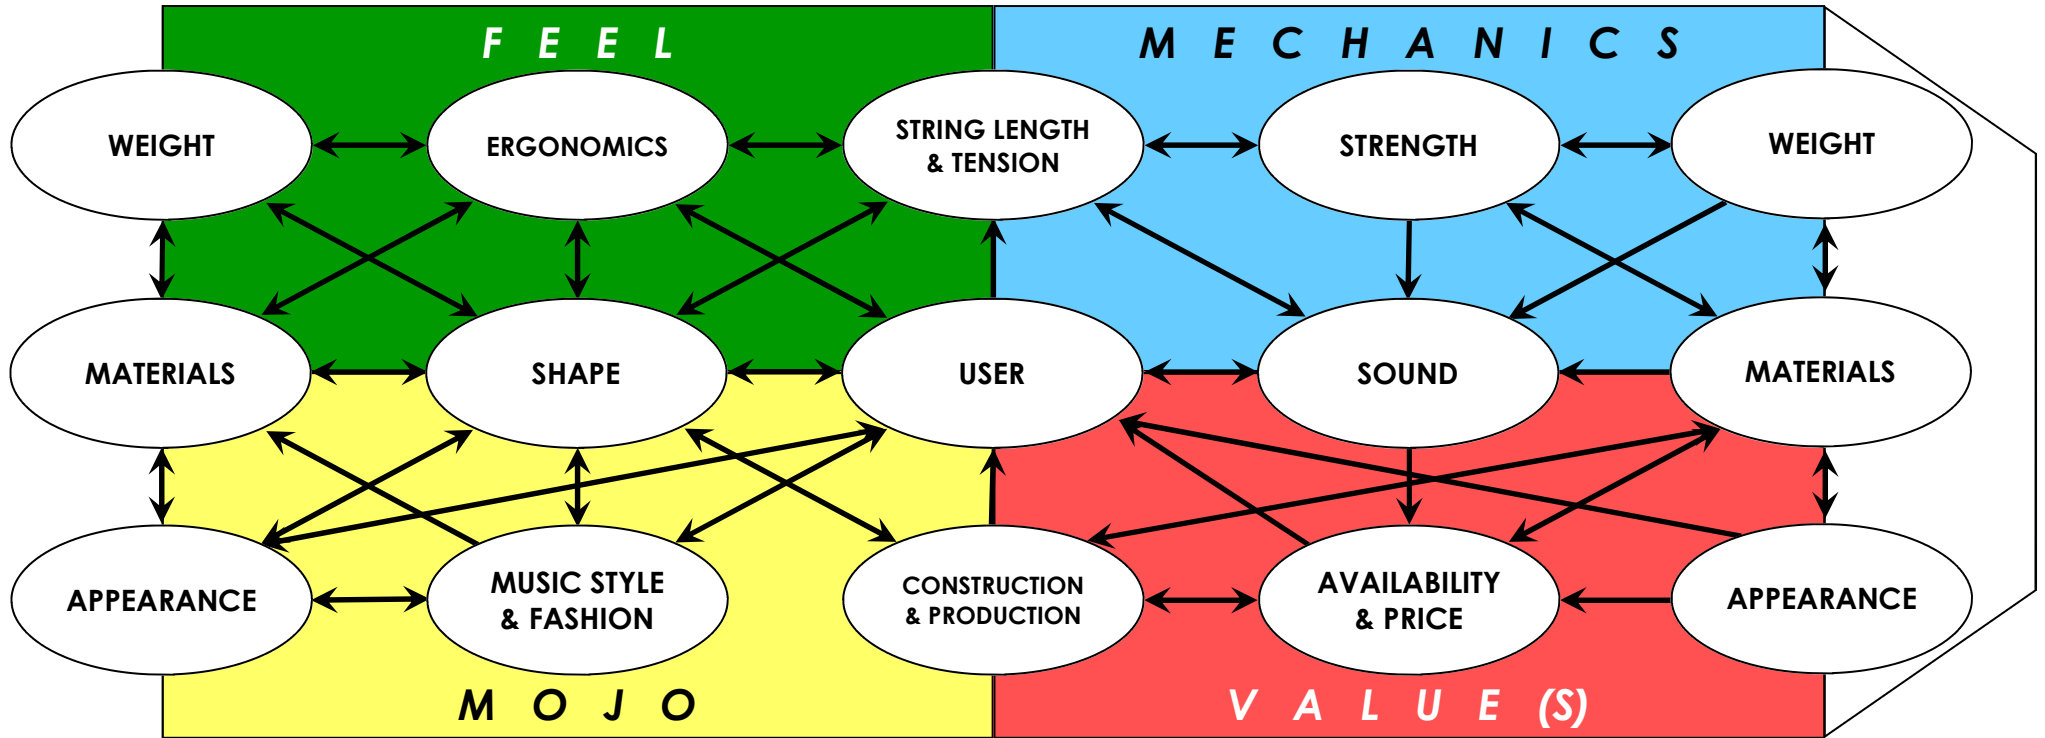 F E E L
M E C H A N I C S
WEIGHT
ERGONOMICS
STRING LENGTH
& TENSION
STRENGTH
WEIGHT
MATERIALS
SHAPE
USER
SOUND
MATERIALS
APPEARANCE
MUSIC STYLE
& FASHION
CONSTRUCTION
& PRODUCTION
AVAILABILITY
& PRICE
APPEARANCE
M O J O
V A L U E (S)